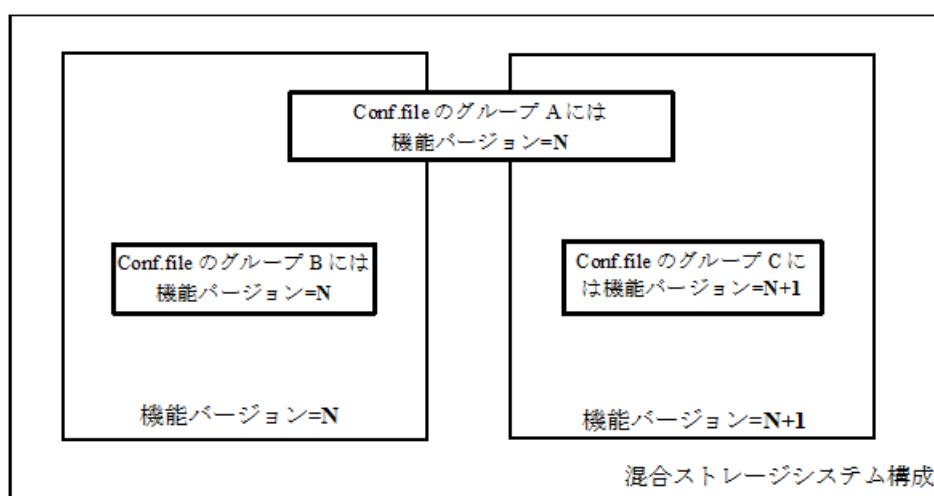 Conf.file のグループ A には
機能バージョン=N
Conf.file のグループ B には
機能バージョン=N
Conf.file のグループ C に
は機能バージョン=N+1
機能バージョン=N
機能バージョン=N+1
混合ストレージシステム構成